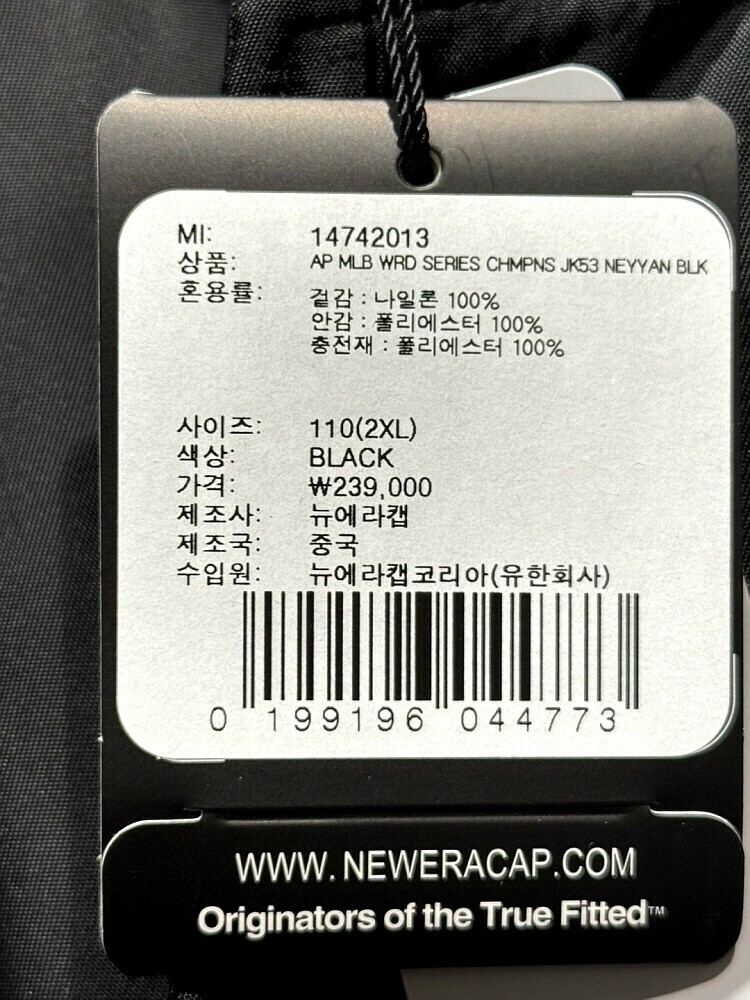 MI: 14742013
상품: AP MLB WRD SERIES CHMPNS JK53 NEYYAN BLK
혼용률: 겉감 : 나일론 100%
안감 : 폴리에스터 100%
충전재 : 폴리에스터 100%
사이즈: 110(2XL)
색상: BLACK
가격: ₩239,000
제조사: 뉴에라캡
제조국: 중국
수입원: 뉴에라캡코리아(유한회사)
0 199196 044773
WWW.NEWERACAP.COM
Originators of the True Fitted™